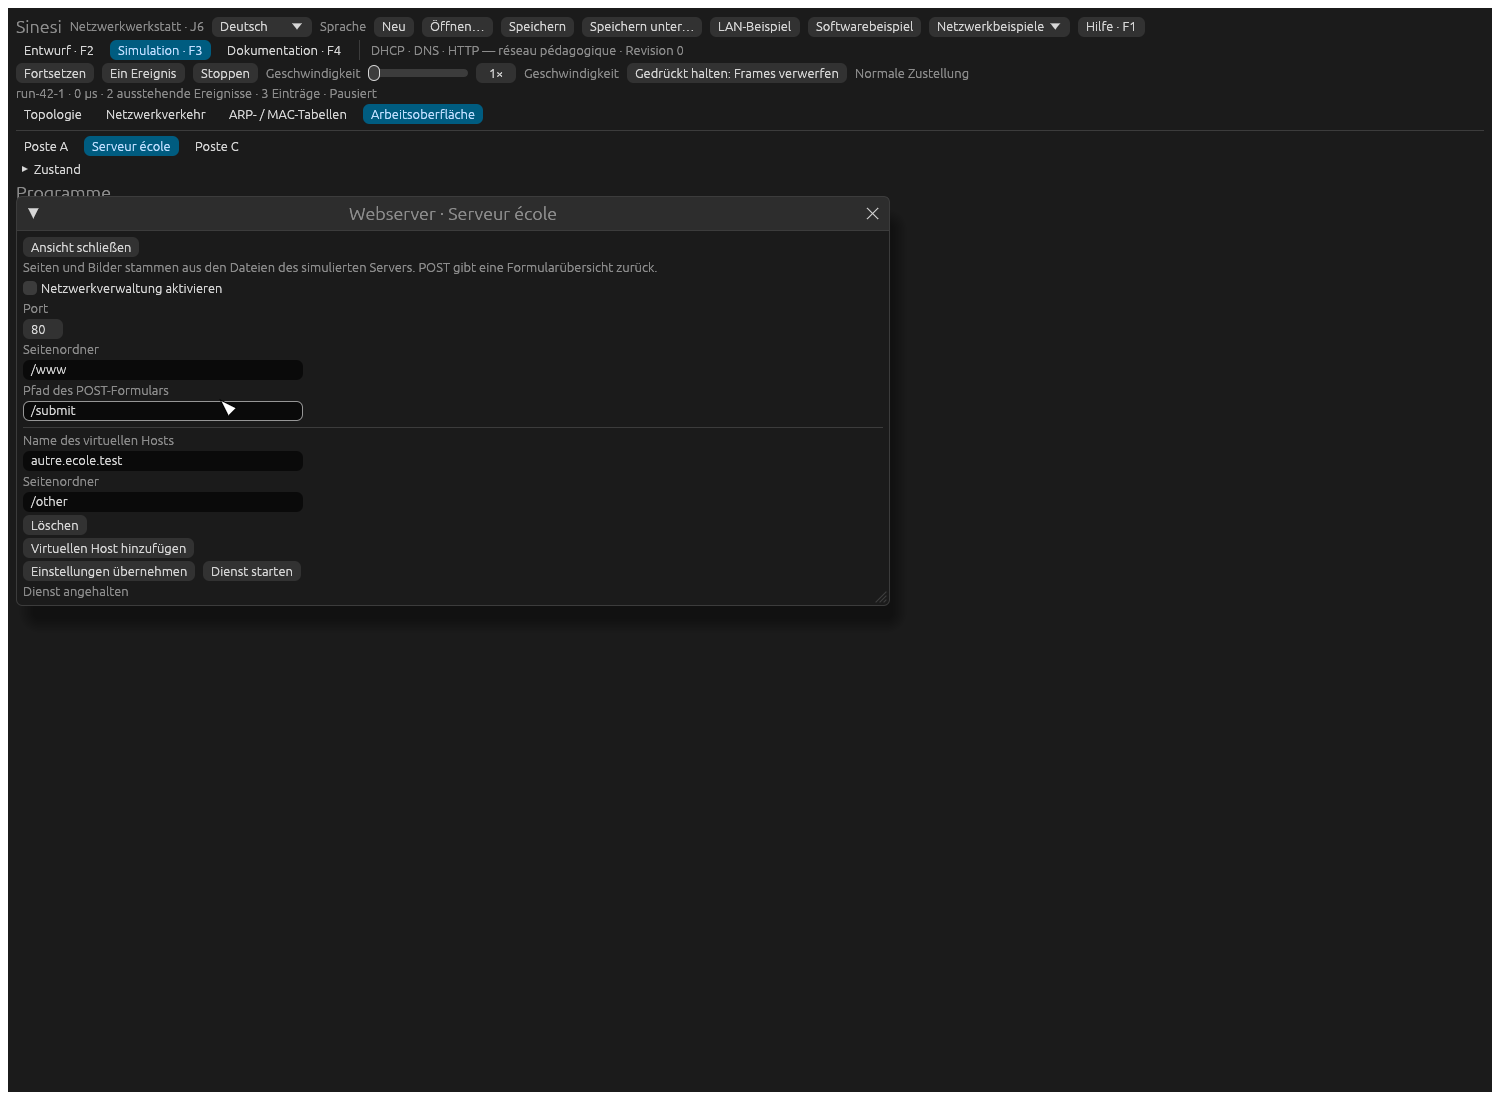 Sinesi Netzwerkwerkstatt · J6 Deutsch Sprache Neu Öffnen… Speichern Speichern unter… LAN-Beispiel Softwarebeispiel Netzwerkbeispiele Hilfe · F1
Entwurf · F2 Simulation · F3 Dokumentation · F4 DHCP · DNS · HTTP — réseau pédagogique · Revision 0
Fortsetzen Ein Ereignis Stoppen Geschwindigkeit 1× Geschwindigkeit Gedrückt halten: Frames verwerfen Normale Zustellung
run-42-1 · 0 µs · 2 ausstehende Ereignisse · 3 Einträge · Pausiert
Topologie Netzwerkverkehr ARP- / MAC-Tabellen Arbeitsoberfläche
Poste A Serveur école Poste C
Zustand
Programme
Webserver · Serveur école
Ansicht schließen
Seiten und Bilder stammen aus den Dateien des simulierten Servers. POST gibt eine Formularübersicht zurück.
Netzwerkverwaltung aktivieren
Port
80
Seitenordner
/www
Pfad des POST-Formulars
/submit
Name des virtuellen Hosts
autre.ecole.test
Seitenordner
/other
Löschen
Virtuellen Host hinzufügen
Einstellungen übernehmen Dienst starten
Dienst angehalten